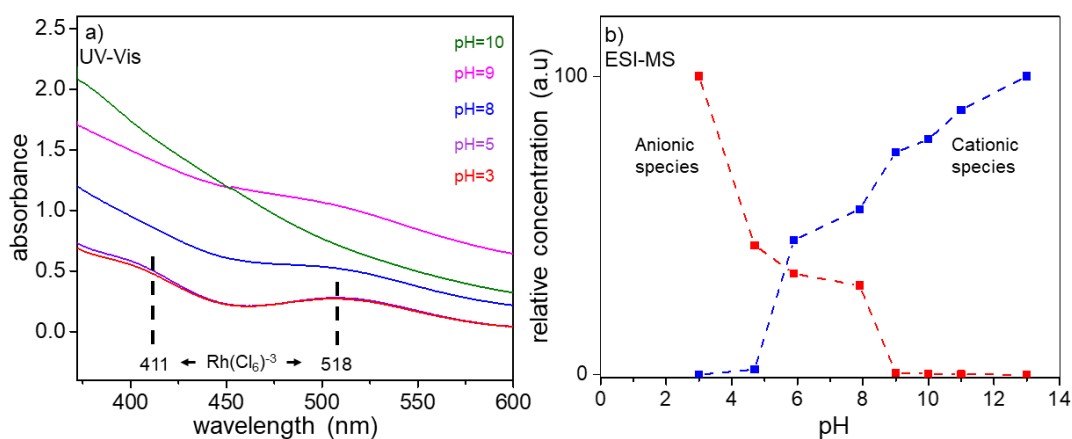 a)
UV-Vis
pH=10
pH=9
pH=8
pH=5
pH=3
2.5
2.0
1.5
1.0
0.5
0.0
absorbance
411 ← Rh(Cl₆)⁻³ → 518
400 450 500 550 600
wavelength (nm)
b)
ESI-MS
Anionic
species
Cationic
species
100
0
relative concentration (a.u)
0 2 4 6 8 10 12 14
pH